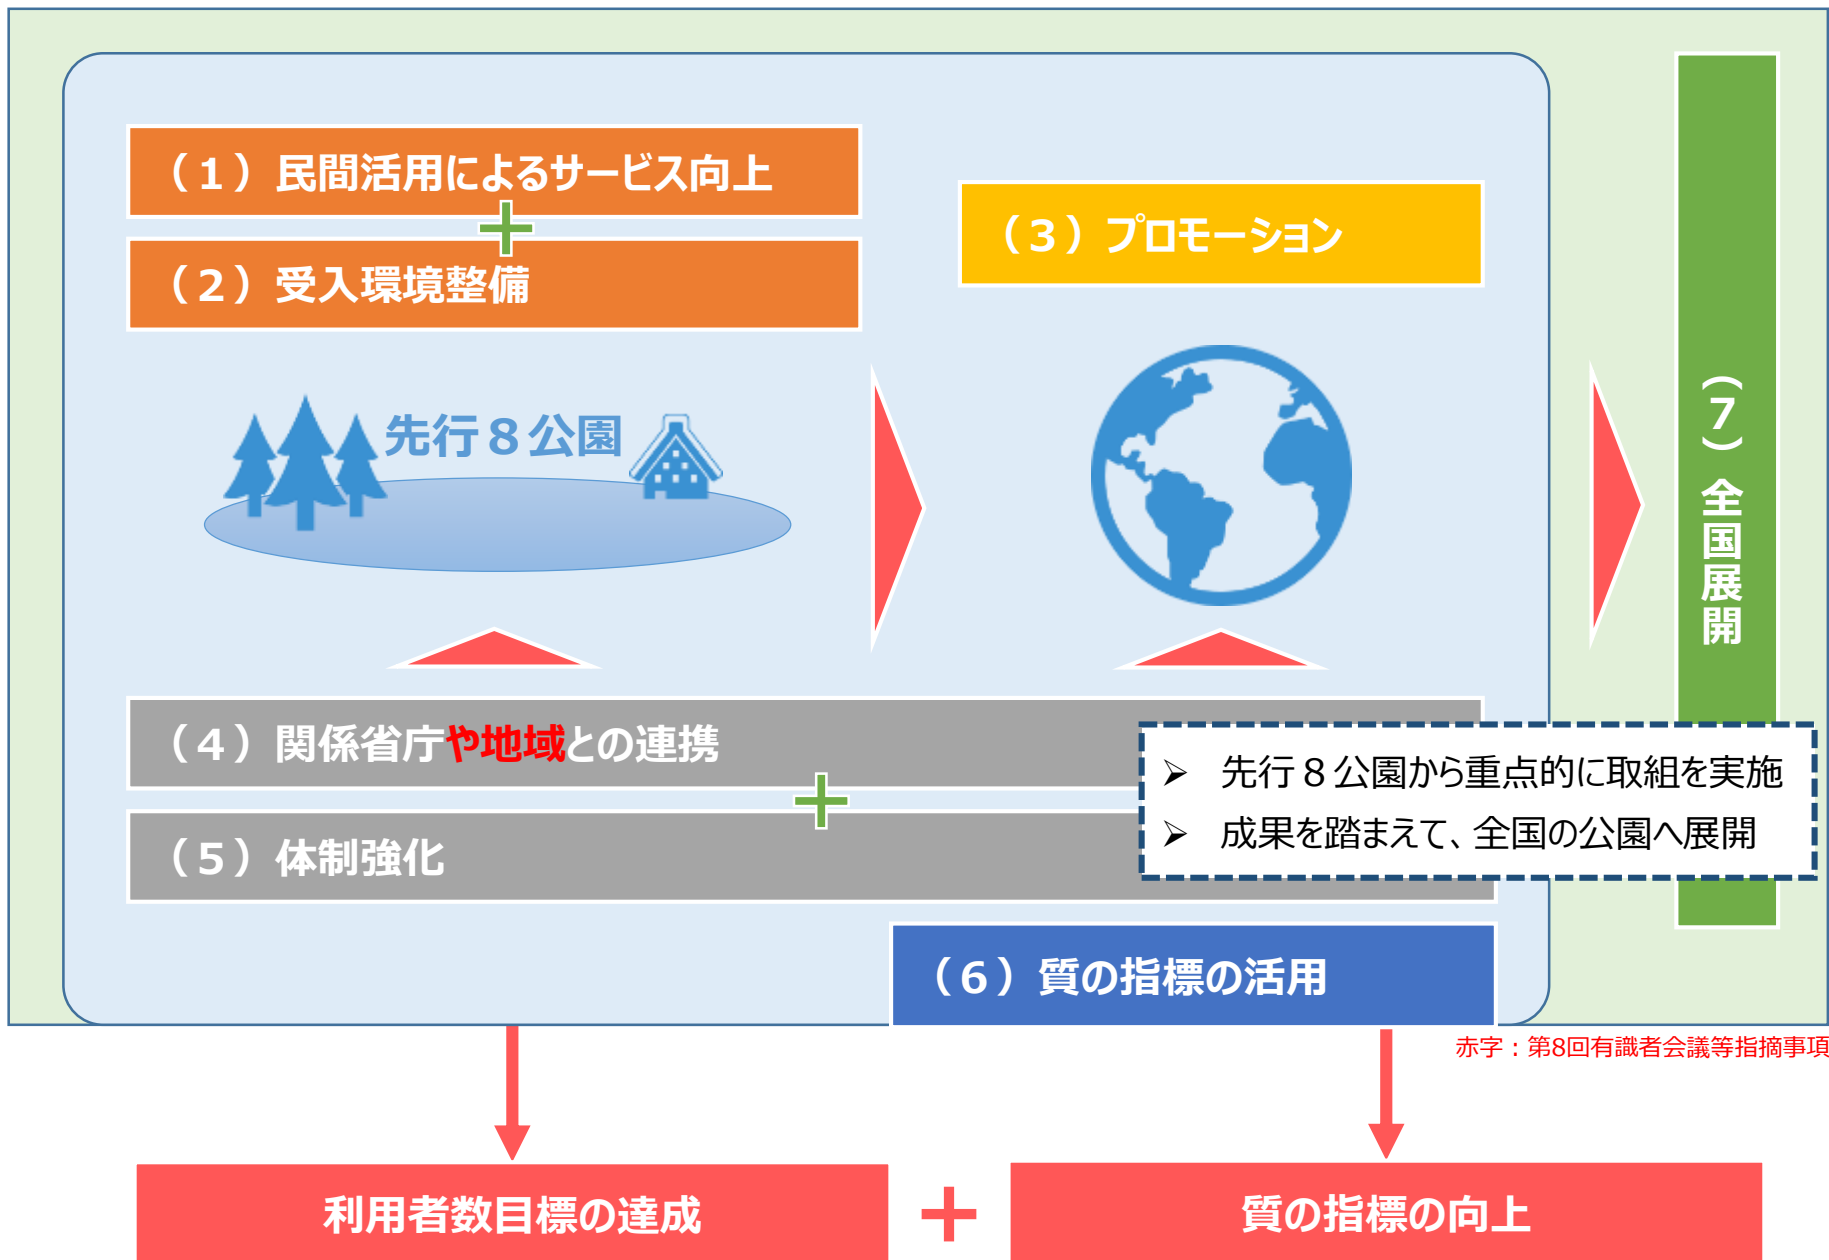 （1）民間活用によるサービス向上
（2）受入環境整備
（3）プロモーション
先行８公園
（7）全国展開
（4）関係省庁や地域との連携
（5）体制強化
➢ 先行８公園から重点的に取組を実施
➢ 成果を踏まえて、全国の公園へ展開
（6）質の指標の活用
赤字：第8回有識者会議等指摘事項
利用者数目標の達成
＋
質の指標の向上